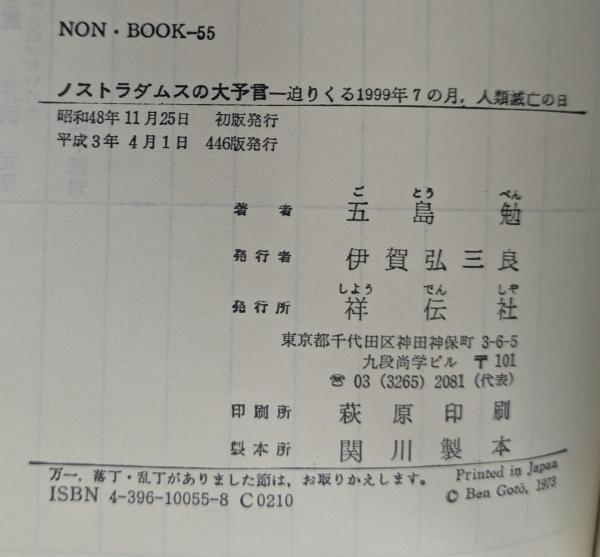 NON・BOOK–55
ノストラダムスの大予言―迫りくる1999年7の月，人類滅亡の日
昭和48年11月25日 初版発行
平成3年4月1日 446版発行
ご とう べん
著者 五島勉
発行者 伊賀弘三良
しよう でん しや
発行所 祥伝社
東京都千代田区神田神保町 3-6-5
九段尚学ビル 〒101
☎ 03 (3265) 2081 (代表)
印刷所 萩原印刷
製本所 関川製本
万一，落丁・乱丁がありました節は，お取りかえします。
Printed in Japan
ISBN 4-396-10055-8 C0210
© Ben Gotō, 1973